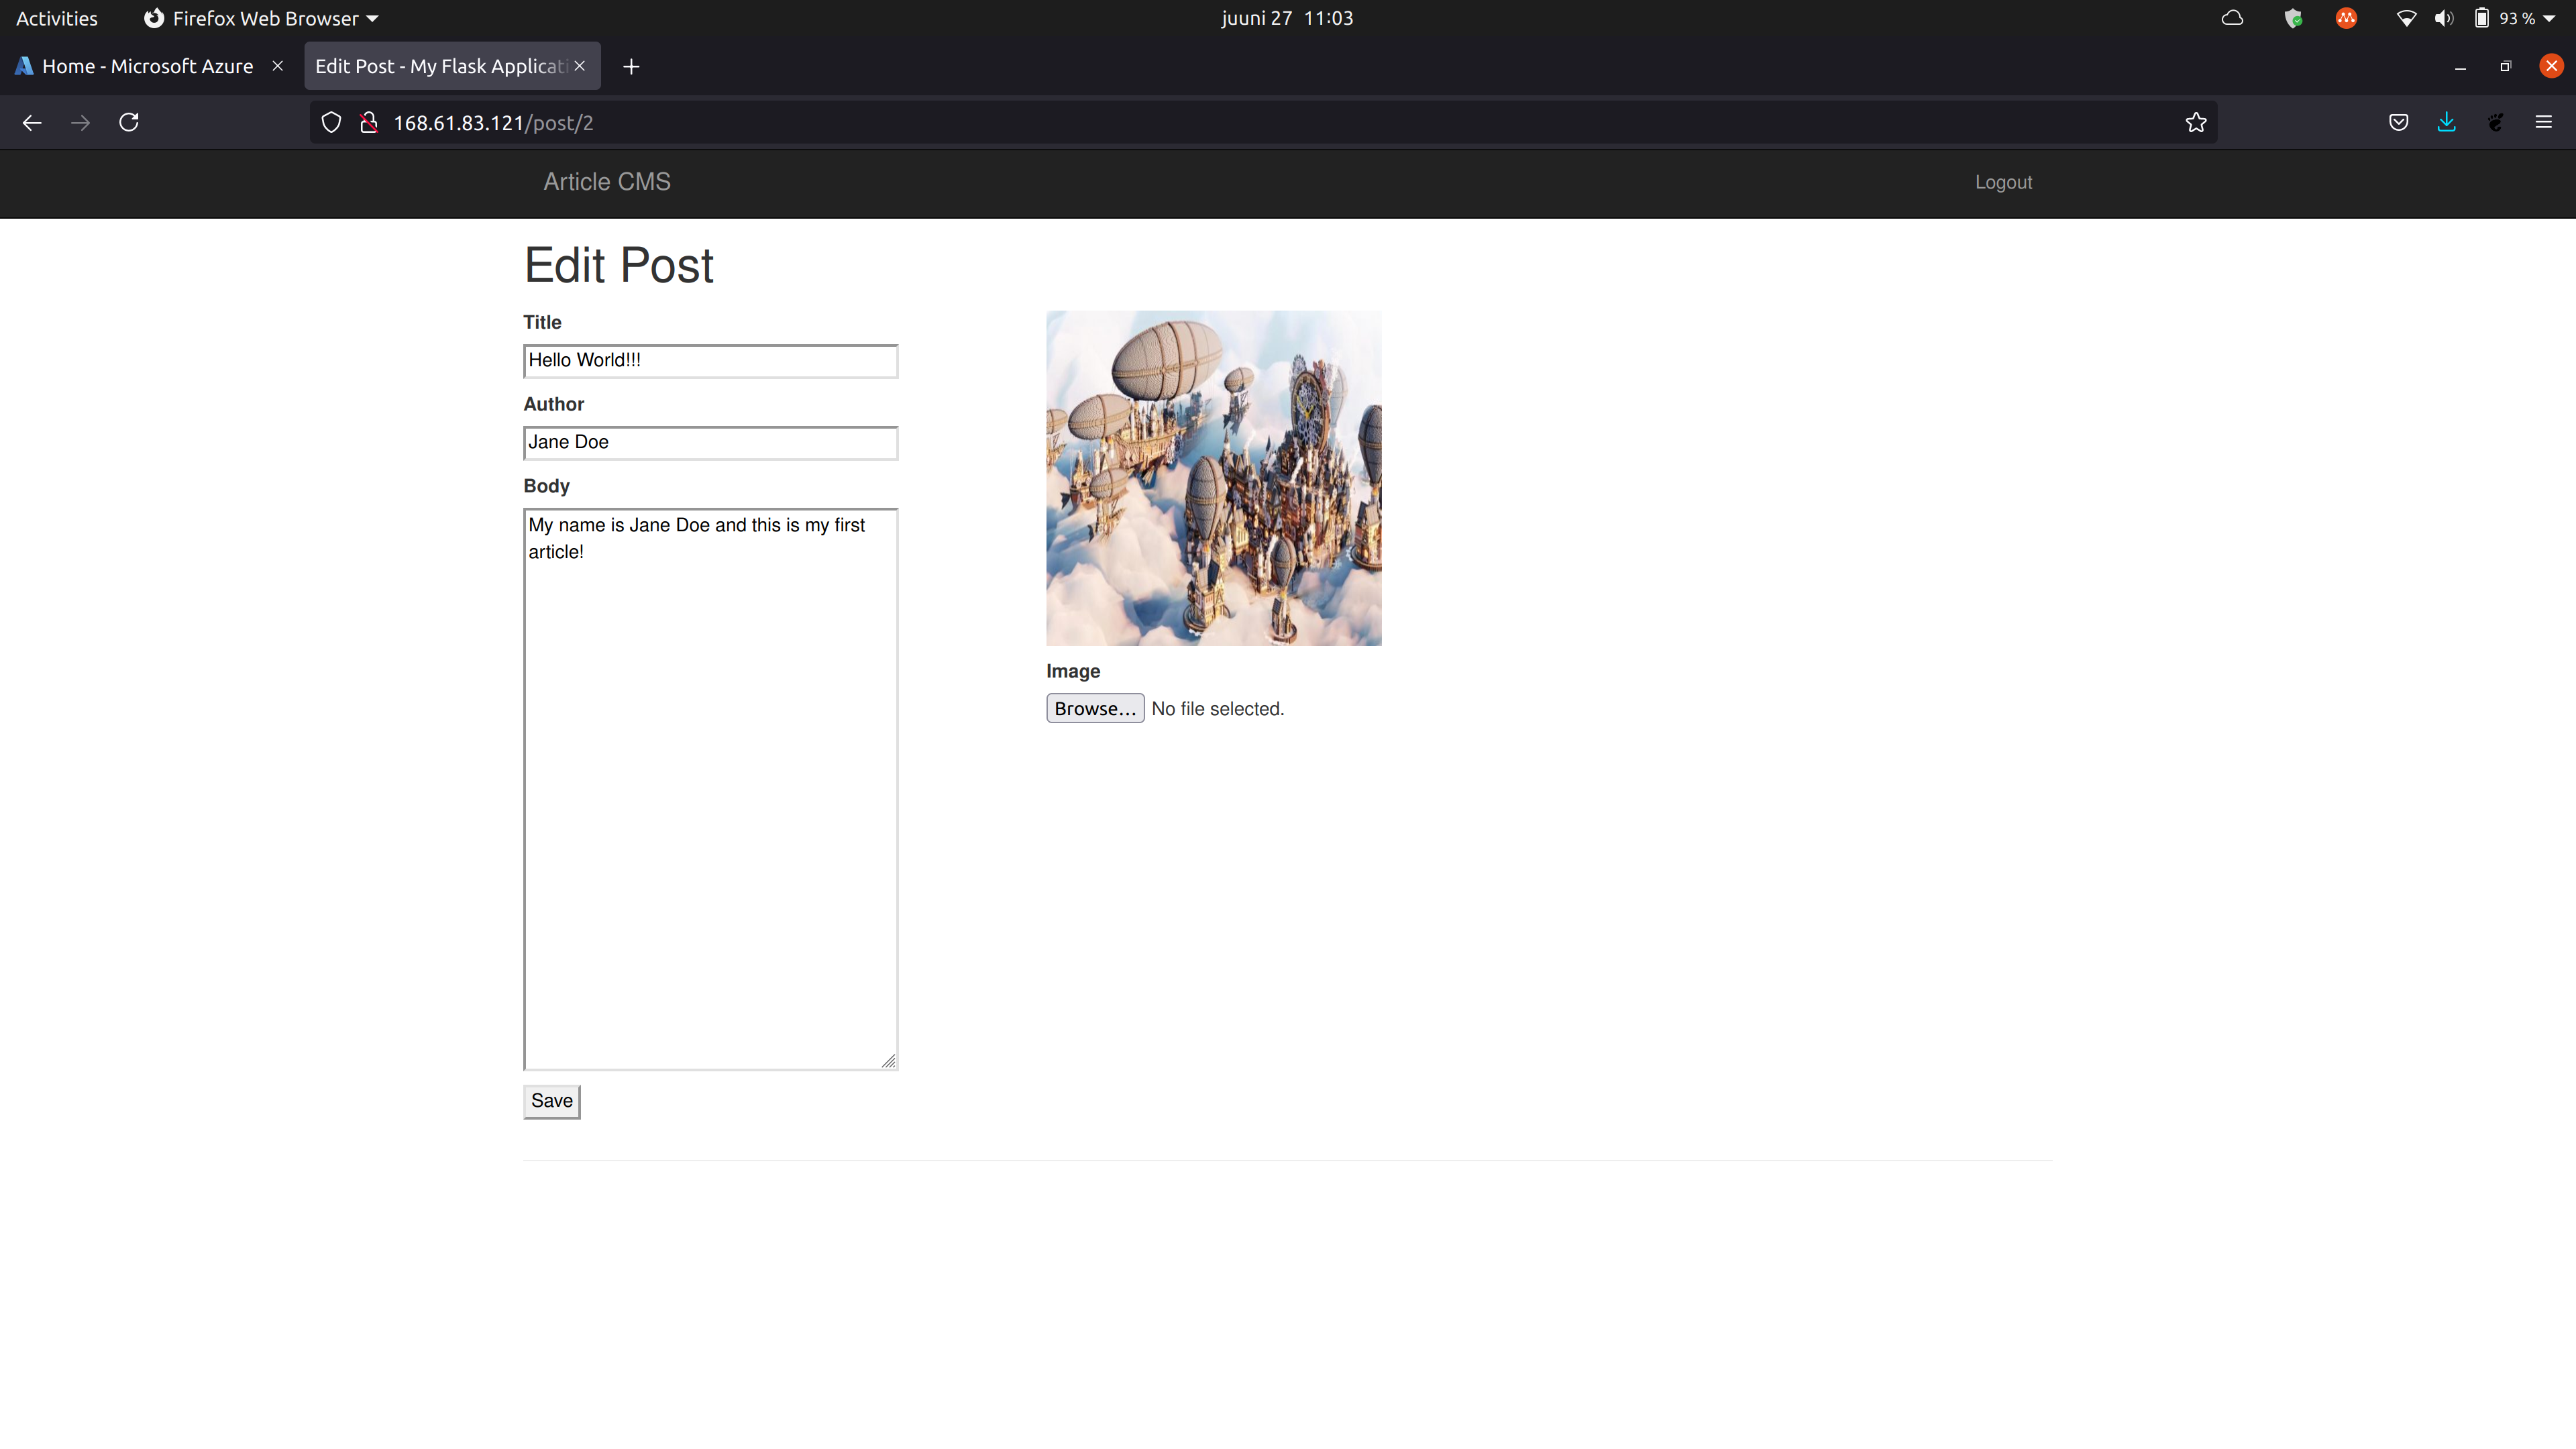 Activities Firefox Web Browser juuni 27 11:03 93 %
Home - Microsoft Azure Edit Post - My Flask Applicati
168.61.83.121/post/2
Article CMS Logout
Edit Post
Title
Hello World!!!
Author
Jane Doe
Body
My name is Jane Doe and this is my first
article!
Image
Browse... No file selected.
Save